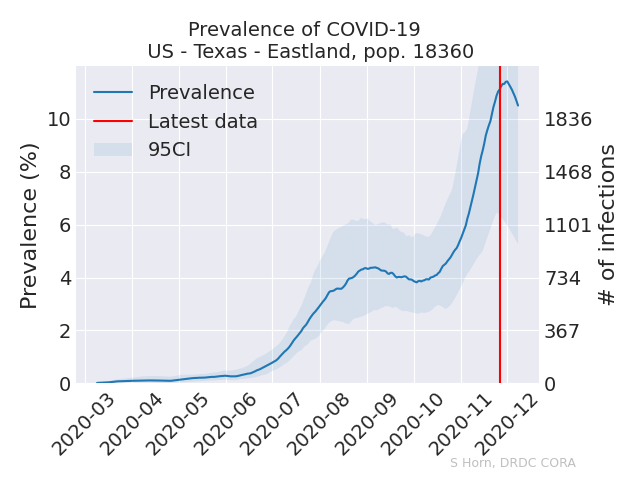 Prevalence of COVID-19
US - Texas - Eastland, pop. 18360
Prevalence
Latest data
95CI
Prevalence (%)
10
8
6
4
2
0
1836
1468
1101
734
367
0
# of infections
2020-03
2020-04
2020-05
2020-06
2020-07
2020-08
2020-09
2020-10
2020-11
2020-12
S Horn, DRDC CORA